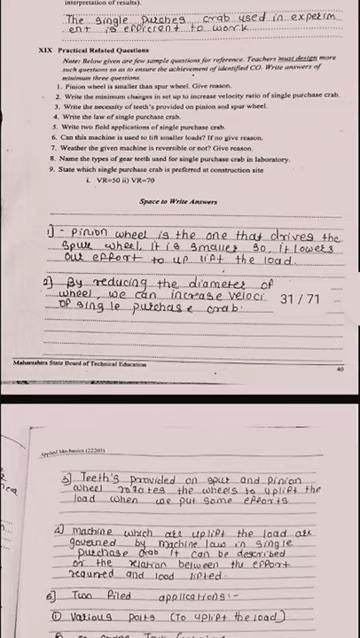 interpretation of results).
The single purches crab used in experim
ent is efficient to work
XIX Practical Related Questions
Note: Below given are few sample questions for reference. Teachers must design more
such questions so as to ensure the achievement of identified CO. Write answers of
minimum three questions.
1. Pinion wheel is smaller than spur wheel. Give reason.
2. Write the minimum changes in set up to increase velocity ratio of single purchase crab.
3. Write the necessity of teeth's provided on pinion and spur wheel.
4. Write the law of single purchase crab.
5. Write two field applications of single purchase crab.
6. Can this machine is used to lift smaller loads? If no give reason.
7. Weather the given machine is reversible or not? Give reason.
8. Name the types of gear teeth used for single purchase crab in laboratory.
9. State which single purchase crab is preferred at construction site
i. VR=50 ii) VR=70
Space to Write Answers
1) - pinion wheel is the one that drives the
spur wheel. It is smaller so, it lowers
out effort to up lift the load.
2) By reducing the diameter of
wheel, we can increase veloci
of single purchase crab.
31 / 71
Maharashtra State Board of Technical Education
40
Applied Mechanics (22203)
3) Teeth's provided on spur and pinion
wheel rotates the wheels to uplift the
load when we put some efforts
4) machine which are uplift the load are
governed by machine law in single
purchase crab it can be described
or the relation between the effort
required and load lifted.
5) Two filed applications :-
① Various ports (To uplift the load)